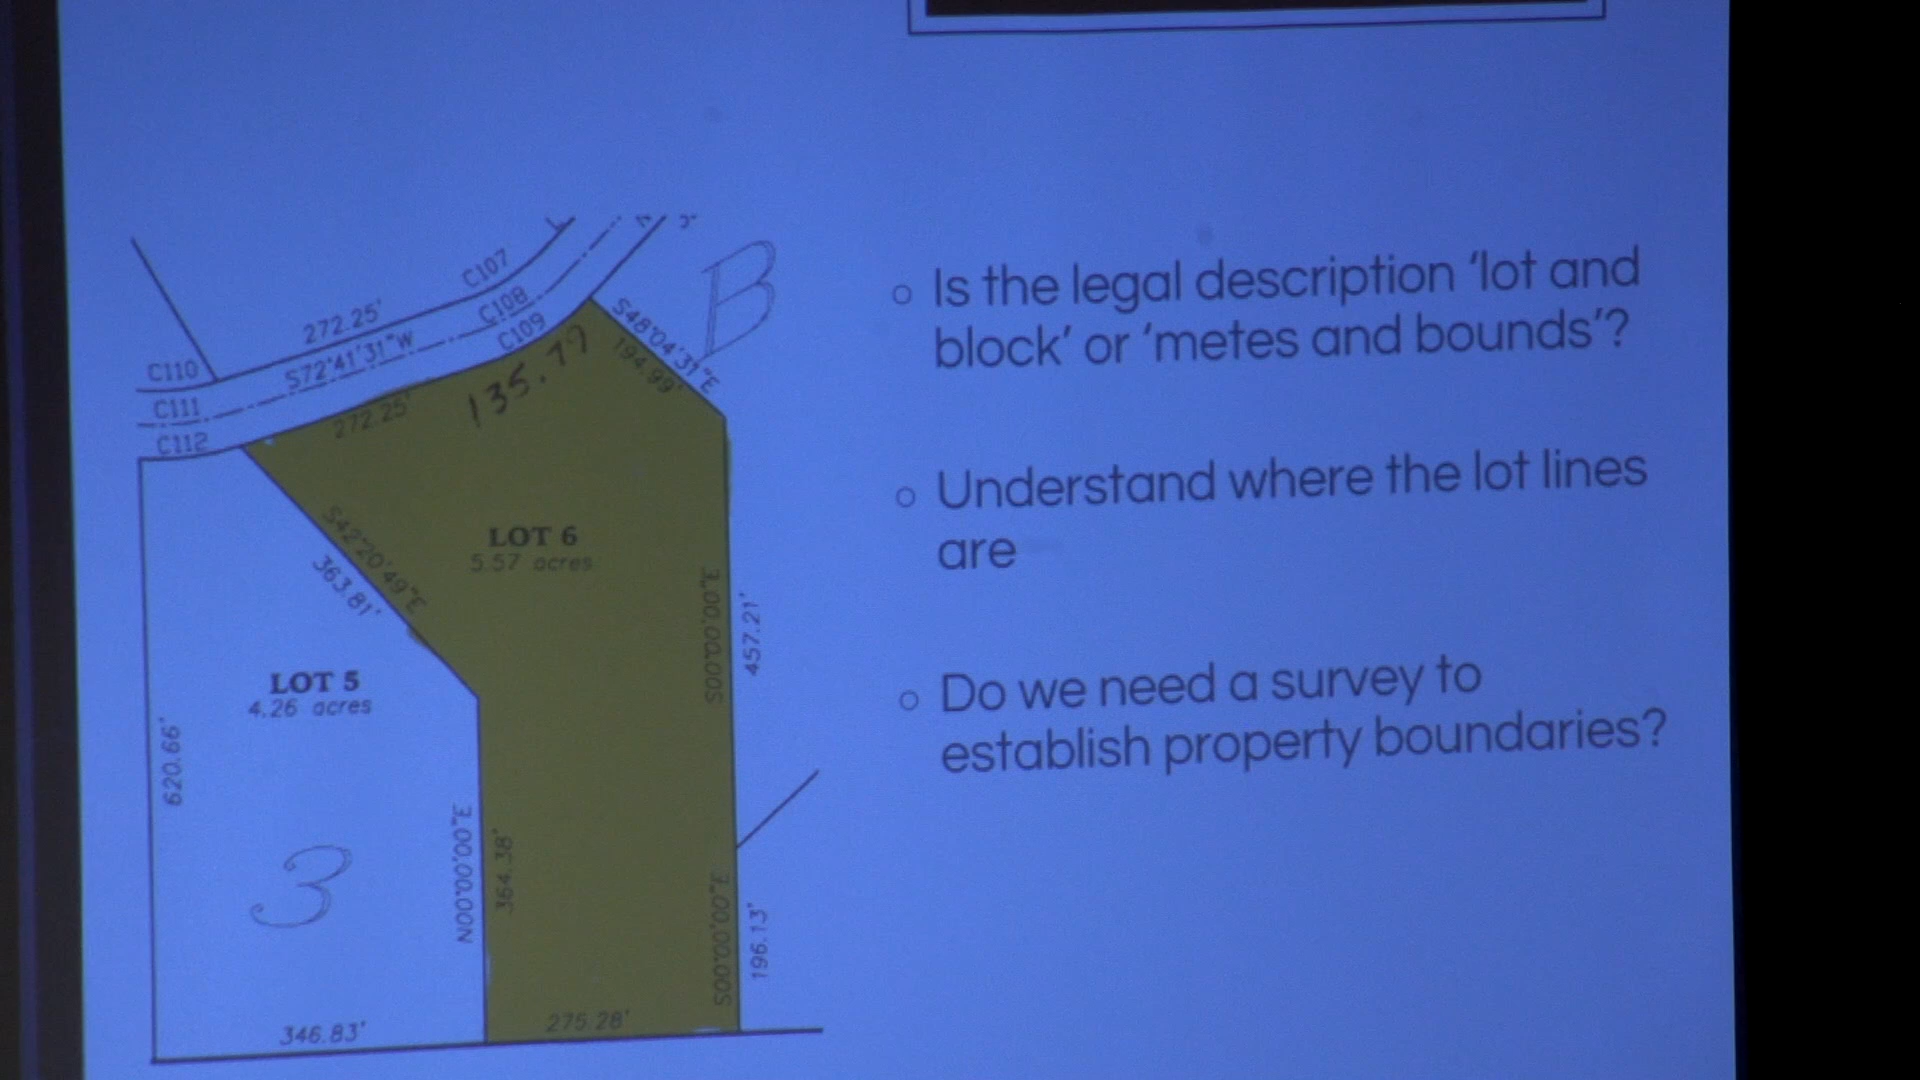 C107
272.25'
C108
S72°41'31"W
C109
C110
C111
C112
272.25'
135.79
B
S48°04'31"E
194.99'
LOT 6
5.57 acres
S42°20'49"E
363.81'
S00°00'00"E
457.21'
LOT 5
4.26 acres
620.66'
N00°00'00"E
364.38'
3
S00°00'00"E
196.13'
346.83'
275.28'
○ Is the legal description ‘lot and
block’ or ‘metes and bounds’?
○ Understand where the lot lines
are
○ Do we need a survey to
establish property boundaries?